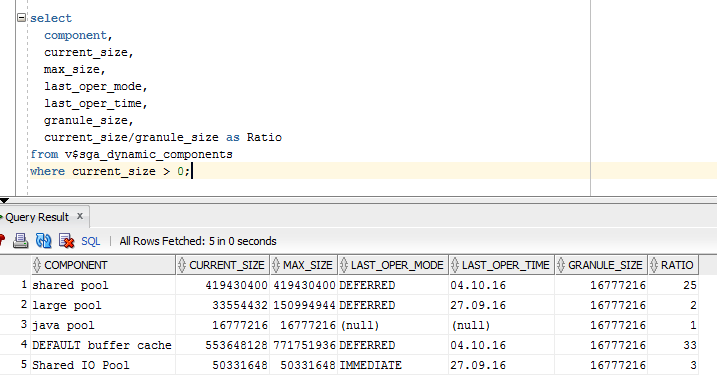 select
component,
current_size,
max_size,
last_oper_mode,
last_oper_time,
granule_size,
current_size/granule_size as Ratio
from v$sga_dynamic_components
where current_size > 0;
Query Result x
SQL | All Rows Fetched: 5 in 0 seconds
COMPONENT CURRENT_SIZE MAX_SIZE LAST_OPER_MODE LAST_OPER_TIME GRANULE_SIZE RATIO
1 shared pool 419430400 419430400 DEFERRED 04.10.16 16777216 25
2 large pool 33554432 150994944 DEFERRED 27.09.16 16777216 2
3 java pool 16777216 16777216 (null) (null) 16777216 1
4 DEFAULT buffer cache 553648128 771751936 DEFERRED 04.10.16 16777216 33
5 Shared IO Pool 50331648 50331648 IMMEDIATE 27.09.16 16777216 3